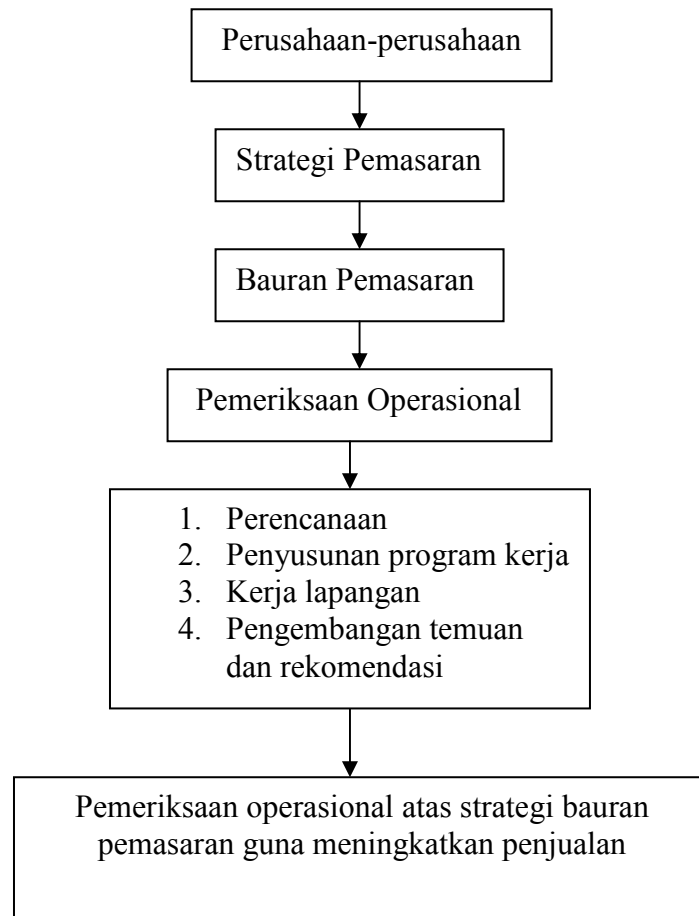 Perusahaan-perusahaan
Strategi Pemasaran
Bauran Pemasaran
Pemeriksaan Operasional
1. Perencanaan
2. Penyusunan program kerja
3. Kerja lapangan
4. Pengembangan temuan
dan rekomendasi
Pemeriksaan operasional atas strategi bauran
pemasaran guna meningkatkan penjualan